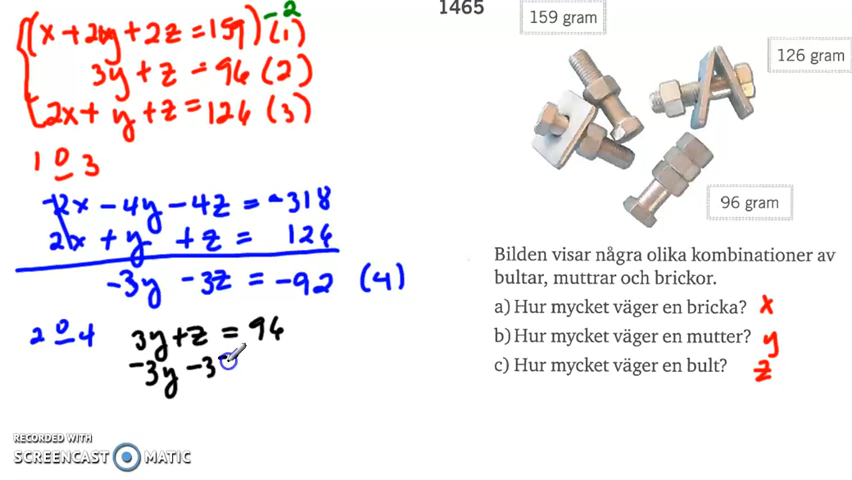 (x + 2y + 2z = 159) -2 (1)
3y + z = 96 (2)
2x + y + z = 126 (3)
1 o 3
-2x - 4y - 4z = -318
2x + y + z = 126
-3y - 3z = -92 (4)
2 o 4 3y + z = 96
-3y - 3
RECORDED WITH
SCREENCAST MATIC
1465
159 gram
126 gram
96 gram
Bilden visar några olika kombinationer av
bultar, muttrar och brickor.
a) Hur mycket väger en bricka? x
b) Hur mycket väger en mutter? y
c) Hur mycket väger en bult? z